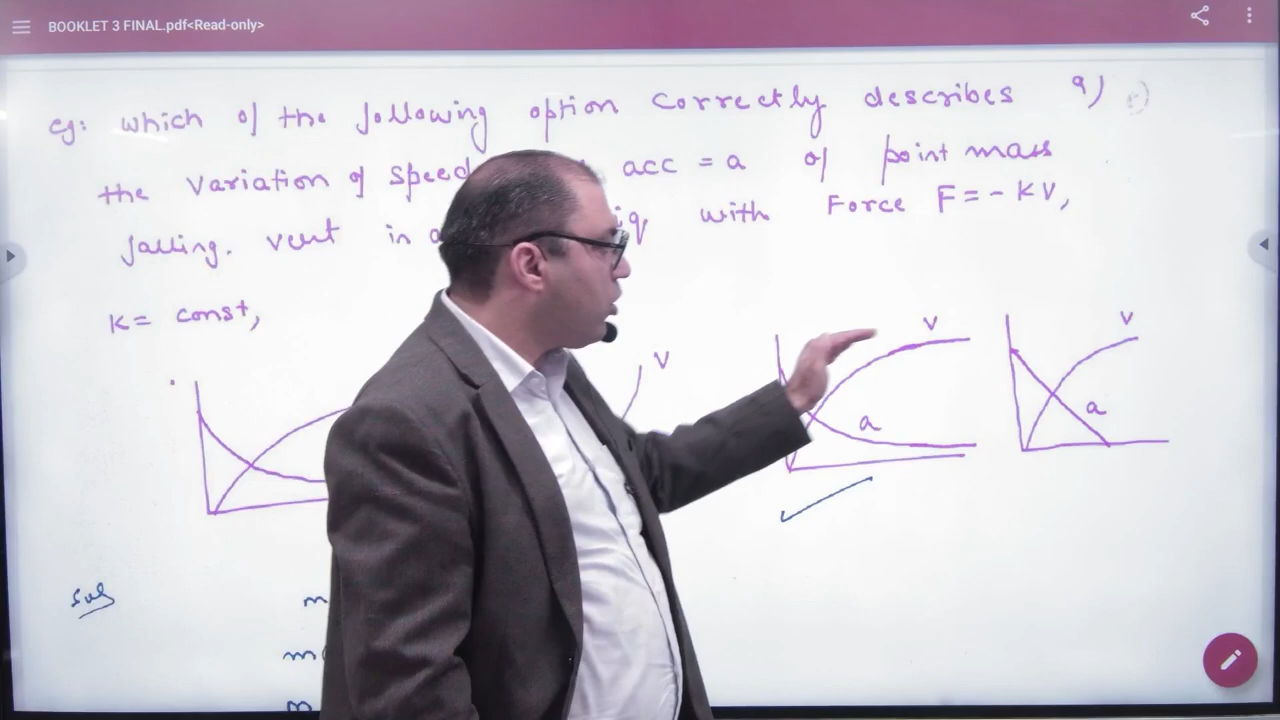 BOOKLET 3 FINAL.pdf<Read-only>
eg: which of the following option correctly describes
the variation of speed acc = a of point mass
falling. vert in with Force F = - KV,
K = const,
V
V
a
V
a
Sol
m
m
m